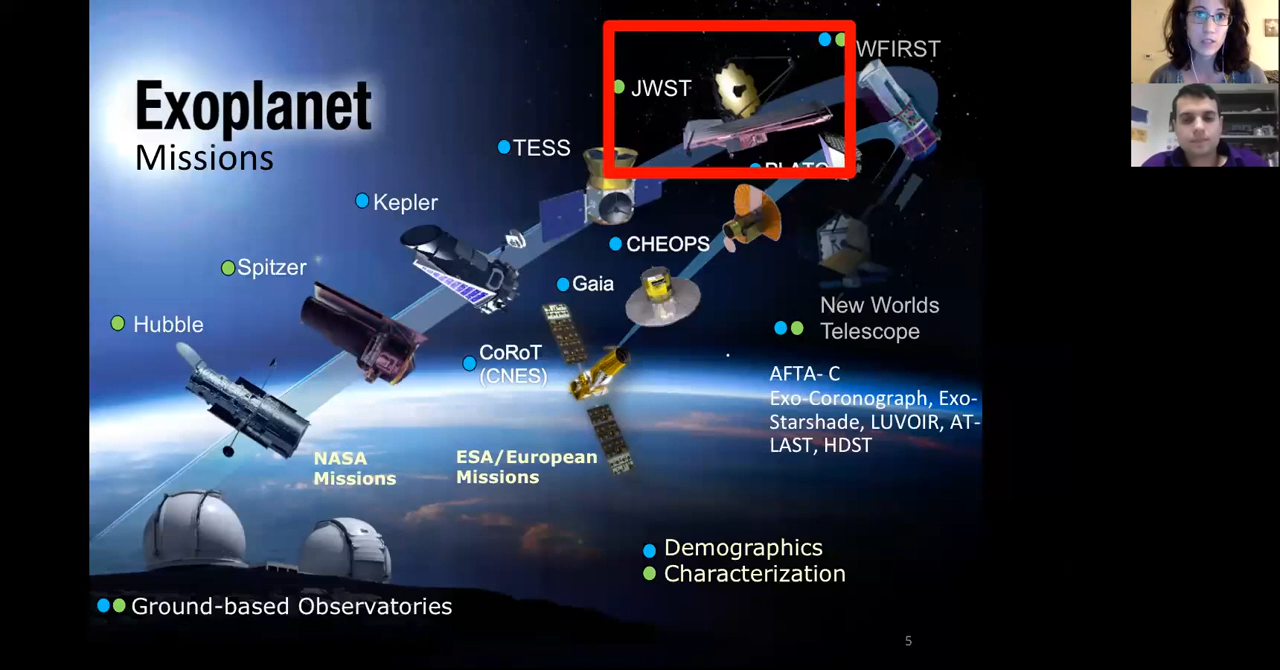 Exoplanet
Missions
WFIRST
JWST
TESS
PLATO
Kepler
CHEOPS
Spitzer
Gaia
New Worlds
Telescope
Hubble
CoRoT
(CNES)
AFTA- C
Exo-Coronograph, Exo-
Starshade, LUVOIR, AT-
LAST, HDST
NASA
Missions
ESA/European
Missions
Demographics
Characterization
Ground-based Observatories
5